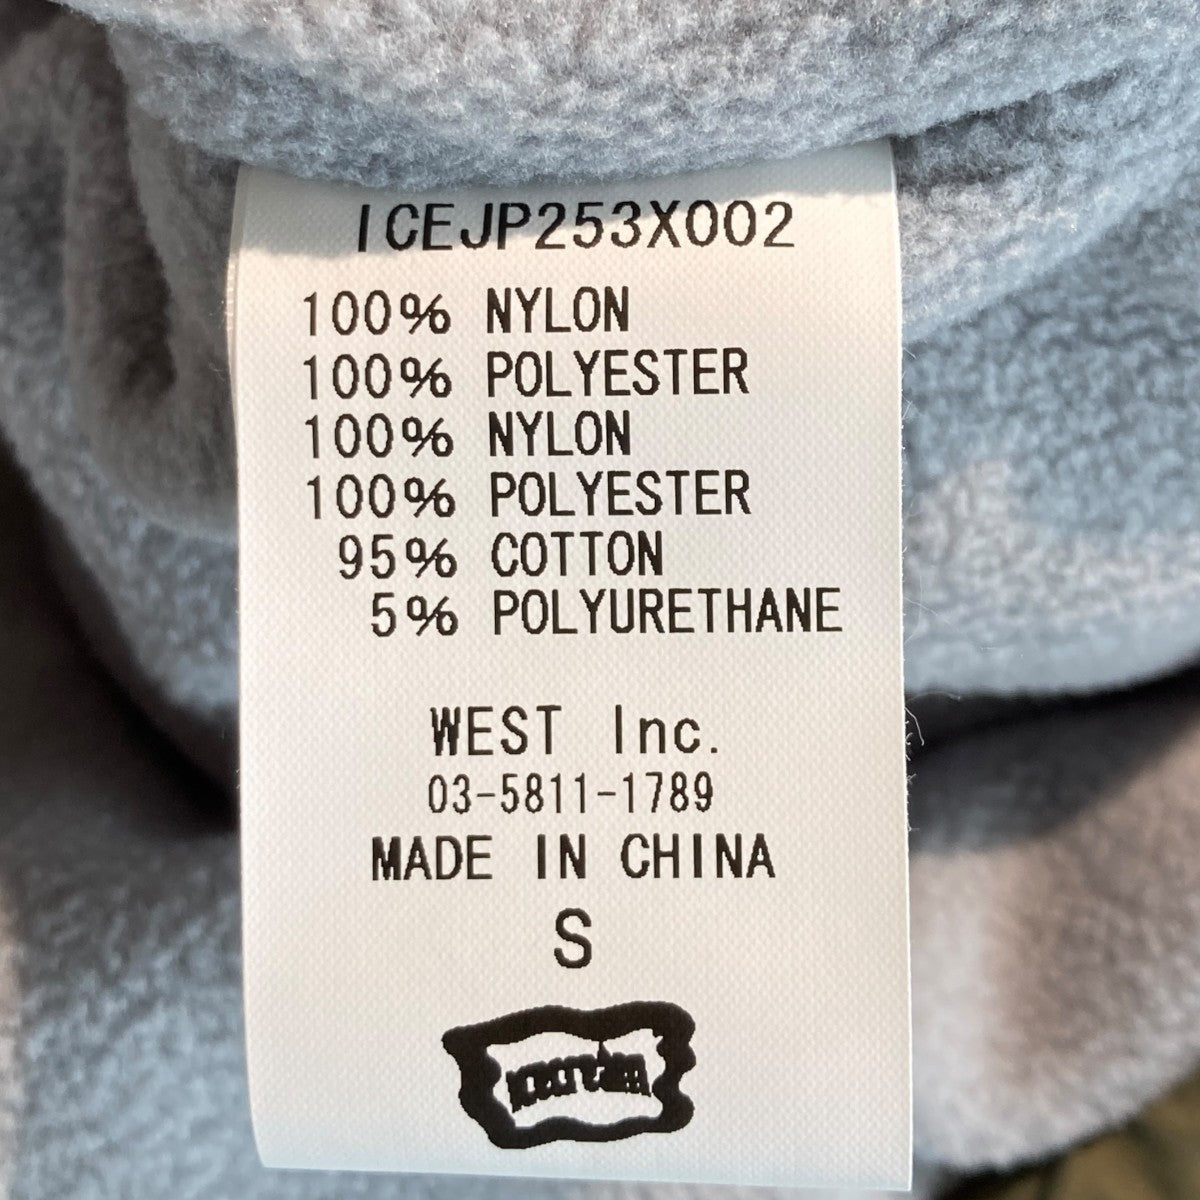 ICEJP253X002
100% NYLON
100% POLYESTER
100% NYLON
100% POLYESTER
95% COTTON
5% POLYURETHANE
WEST Inc.
03-5811-1789
MADE IN CHINA
S
icecream